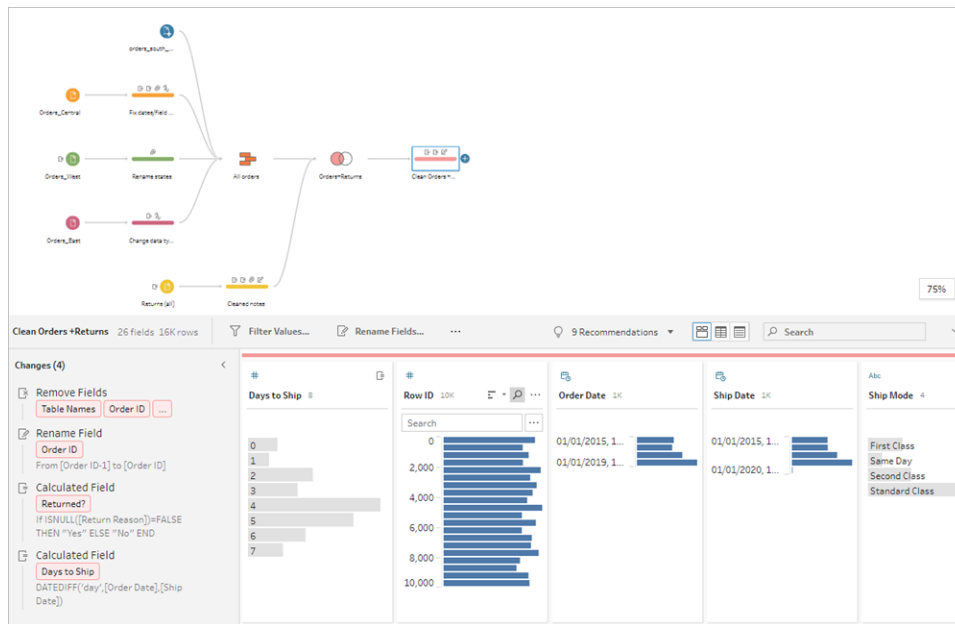 orders_south_...
Orders_Central
Fix dates/field ...
Orders_West
Rename states
All orders
Orders+Returns
Clean Orders +...
Orders_East
Change data ty...
Returns (all)
Cleaned notes
75%
Clean Orders +Returns 26 fields 16K rows
Filter Values...
Rename Fields...
...
9 Recommendations
Search
Changes (4)
Remove Fields
Table Names Order ID ...
Rename Field
Order ID
From [Order ID-1] to [Order ID]
Calculated Field
Returned?
If ISNULL([Return Reason])=FALSE
THEN "Yes" ELSE "No" END
Calculated Field
Days to Ship
DATEDIFF('day',[Order Date],[Ship
Date])
#
Days to Ship 8
0
1
2
3
4
5
6
7
#
Row ID 10K
...
Search
...
0
2,000
4,000
6,000
8,000
10,000
Order Date 1K
01/01/2015, 1...
01/01/2019, 1...
Ship Date 1K
01/01/2015, 1...
01/01/2020, 1...
Abc
Ship Mode 4
First Class
Same Day
Second Class
Standard Class